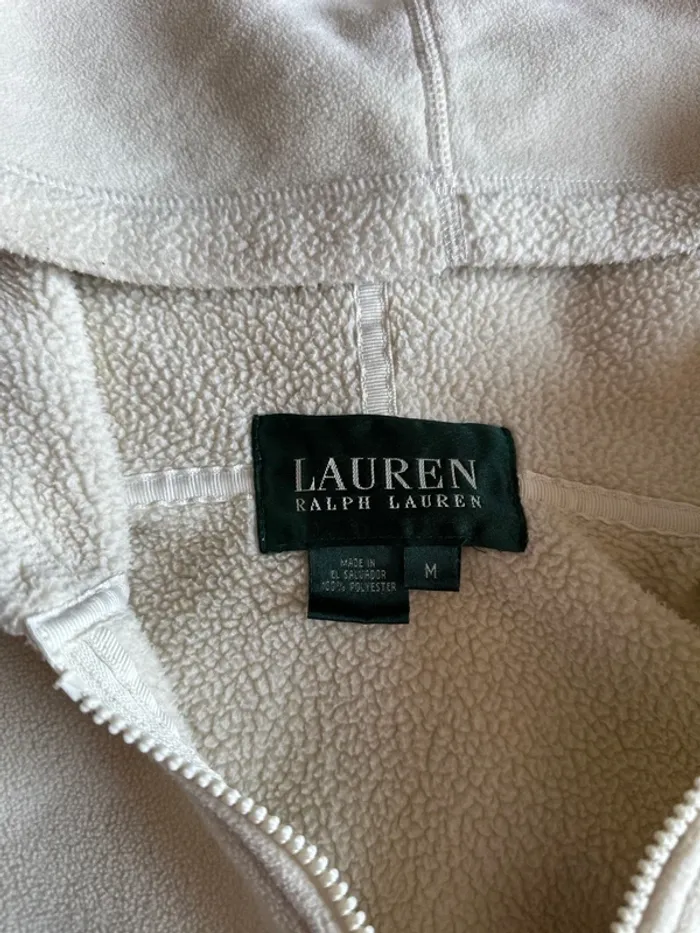 LAUREN
RALPH LAUREN
MADE IN
EL SALVADOR
100% POLYESTER
M